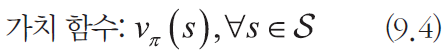 가치 함수: v_π(s), ∀s ∈ 𝒮 (9.4)